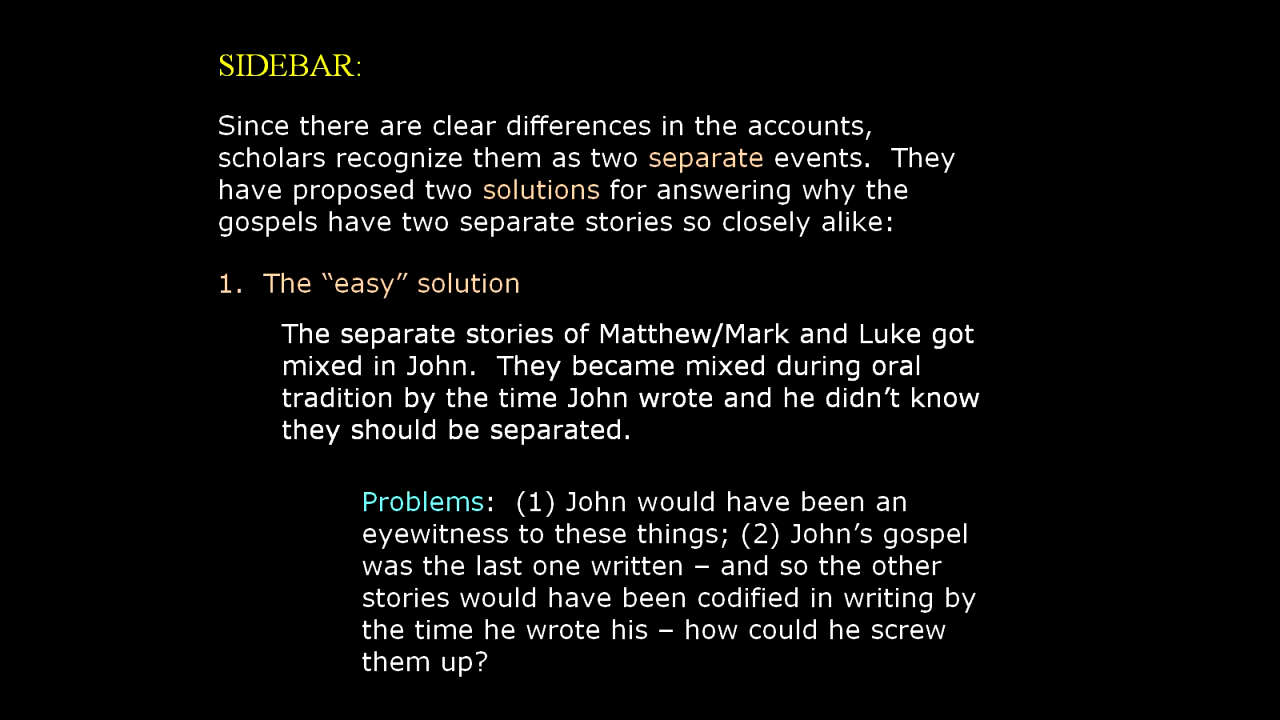 SIDEBAR:
Since there are clear differences in the accounts,
scholars recognize them as two separate events.  They
have proposed two solutions for answering why the
gospels have two separate stories so closely alike:
1.  The “easy” solution
The separate stories of Matthew/Mark and Luke got
mixed in John.  They became mixed during oral
tradition by the time John wrote and he didn’t know
they should be separated.
Problems:  (1) John would have been an
eyewitness to these things; (2) John’s gospel
was the last one written – and so the other
stories would have been codified in writing by
the time he wrote his – how could he screw
them up?